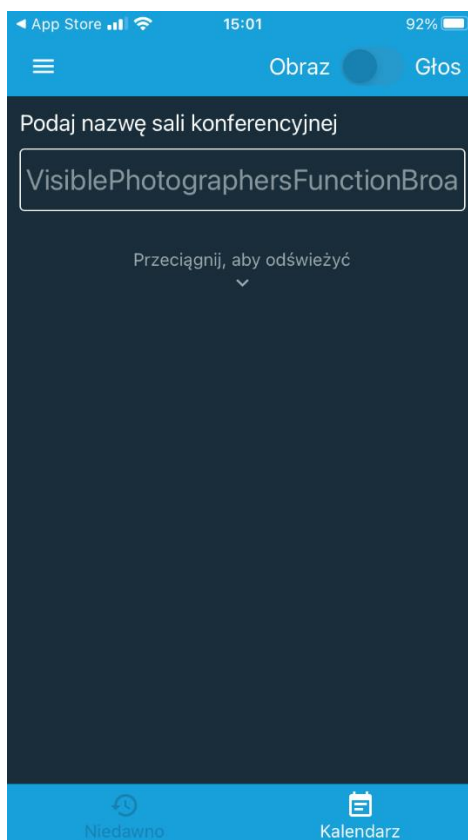 App Store 15:01 92%
Obraz Głos
Podaj nazwę sali konferencyjnej
VisiblePhotographersFunctionBroa
Przeciągnij, aby odświeżyć
Niedawno Kalendarz